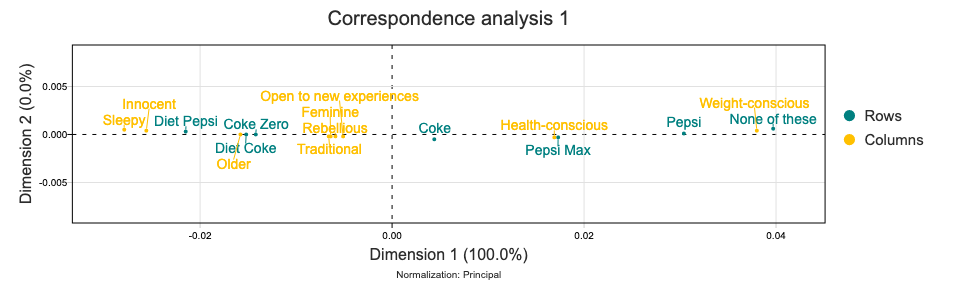 Correspondence analysis 1
Dimension 2 (0.0%)
0.005
0.000
-0.005
Innocent
Sleepy
Diet Pepsi
Coke Zero
Diet Coke
Older
Open to new experiences
Feminine
Rebellious
Traditional
Coke
Health-conscious
Pepsi Max
Pepsi
Weight-conscious
None of these
Rows
Columns
-0.02
0.00
0.02
0.04
Dimension 1 (100.0%)
Normalization: Principal